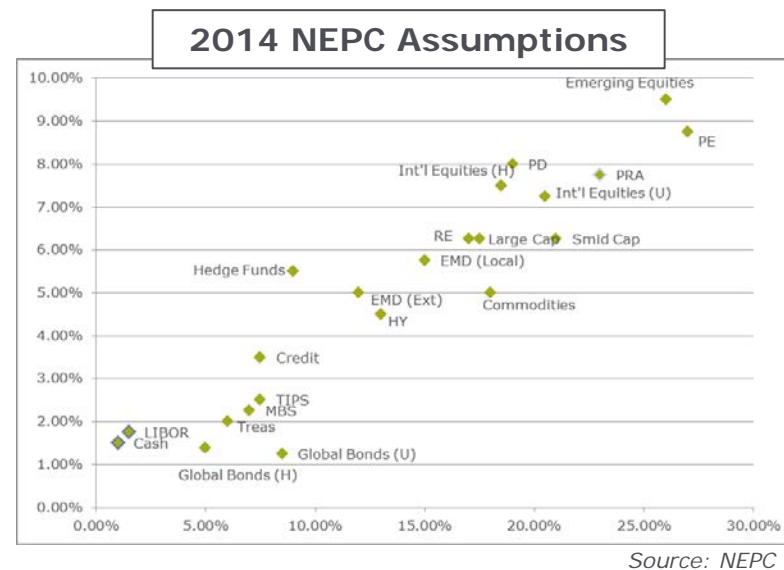 2014 NEPC Assumptions
10.00%
9.00%
8.00%
7.00%
6.00%
5.00%
4.00%
3.00%
2.00%
1.00%
0.00%
Emerging Equities
PE
PD
Int'l Equities (H)
PRA
Int'l Equities (U)
RE
Large Cap
Smid Cap
EMD (Local)
Hedge Funds
EMD (Ext)
Commodities
HY
Credit
TIPS
MBS
Treas
LIBOR
Cash
Global Bonds (U)
Global Bonds (H)
0.00% 5.00% 10.00% 15.00% 20.00% 25.00% 30.00%
Source: NEPC